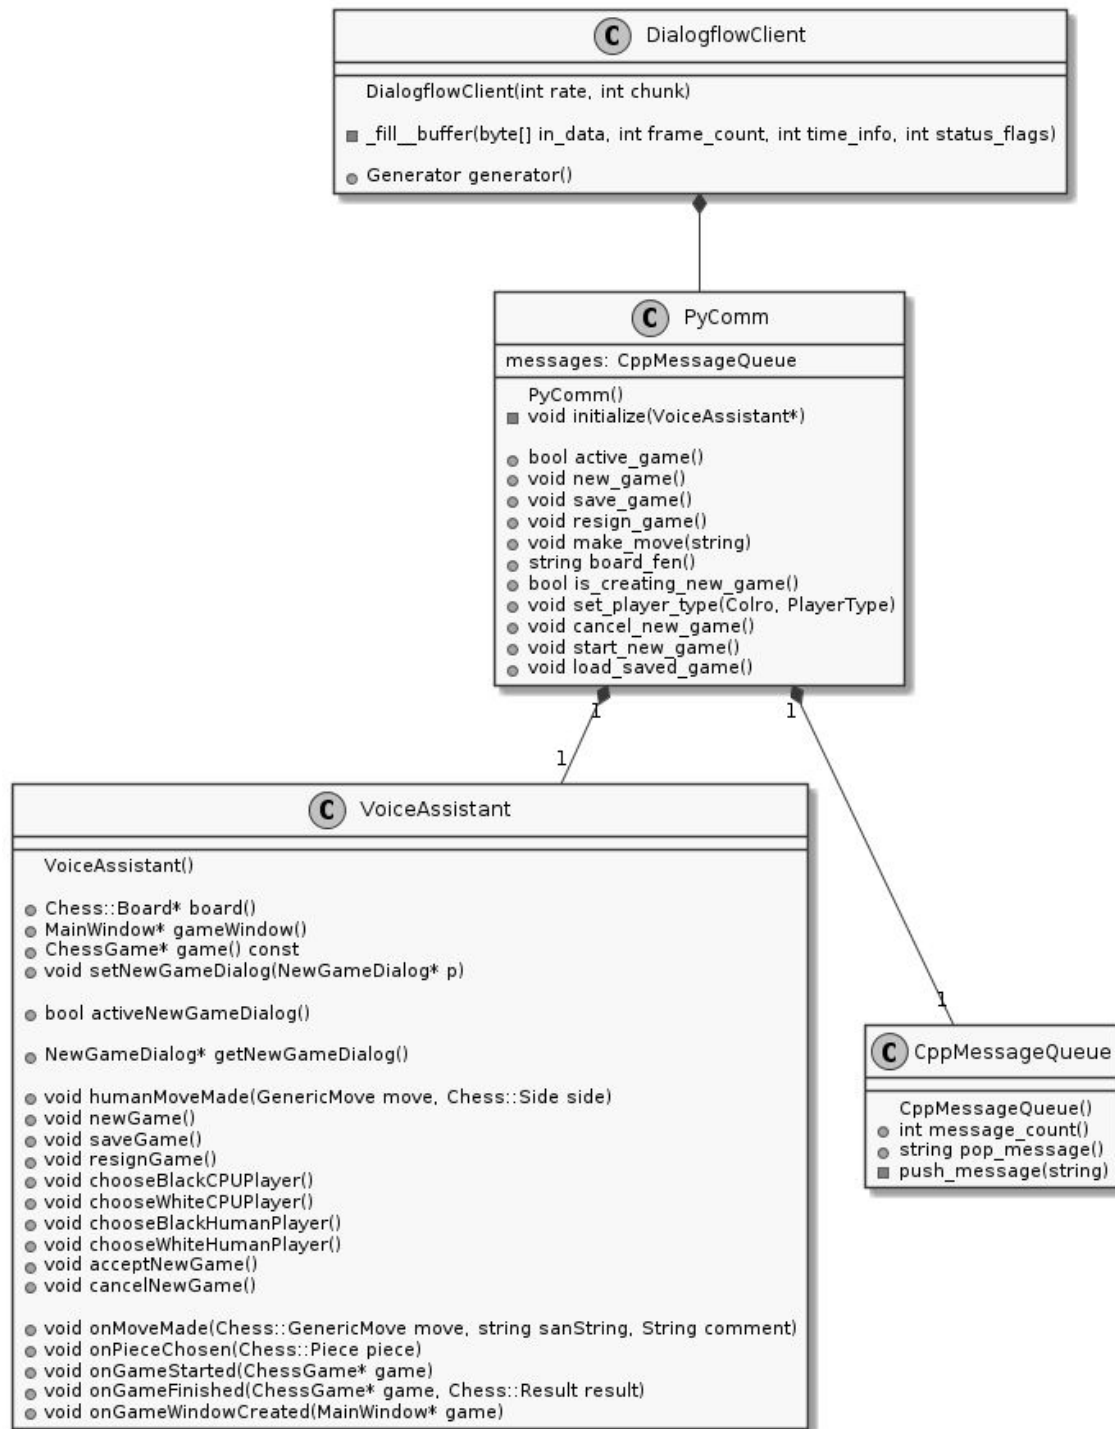 C DialogflowClient
DialogflowClient(int rate, int chunk)
_fill__buffer(byte[] in_data, int frame_count, int time_info, int status_flags)
Generator generator()
C PyComm
messages: CppMessageQueue
PyComm()
void initialize(VoiceAssistant*)
bool active_game()
void new_game()
void save_game()
void resign_game()
void make_move(string)
string board_fen()
bool is_creating_new_game()
void set_player_type(Colro, PlayerType)
void cancel_new_game()
void start_new_game()
void load_saved_game()
1
1
1
1
C VoiceAssistant
VoiceAssistant()
Chess::Board* board()
MainWindow* gameWindow()
ChessGame* game() const
void setNewGameDialog(NewGameDialog* p)
bool activeNewGameDialog()
NewGameDialog* getNewGameDialog()
void humanMoveMade(GenericMove move, Chess::Side side)
void newGame()
void saveGame()
void resignGame()
void chooseBlackCPUPlayer()
void chooseWhiteCPUPlayer()
void chooseBlackHumanPlayer()
void chooseWhiteHumanPlayer()
void acceptNewGame()
void cancelNewGame()
void onMoveMade(Chess::GenericMove move, string sanString, String comment)
void onPieceChosen(Chess::Piece piece)
void onGameStarted(ChessGame* game)
void onGameFinished(ChessGame* game, Chess::Result result)
void onGameWindowCreated(MainWindow* game)
C CppMessageQueue
CppMessageQueue()
int message_count()
string pop_message()
push_message(string)